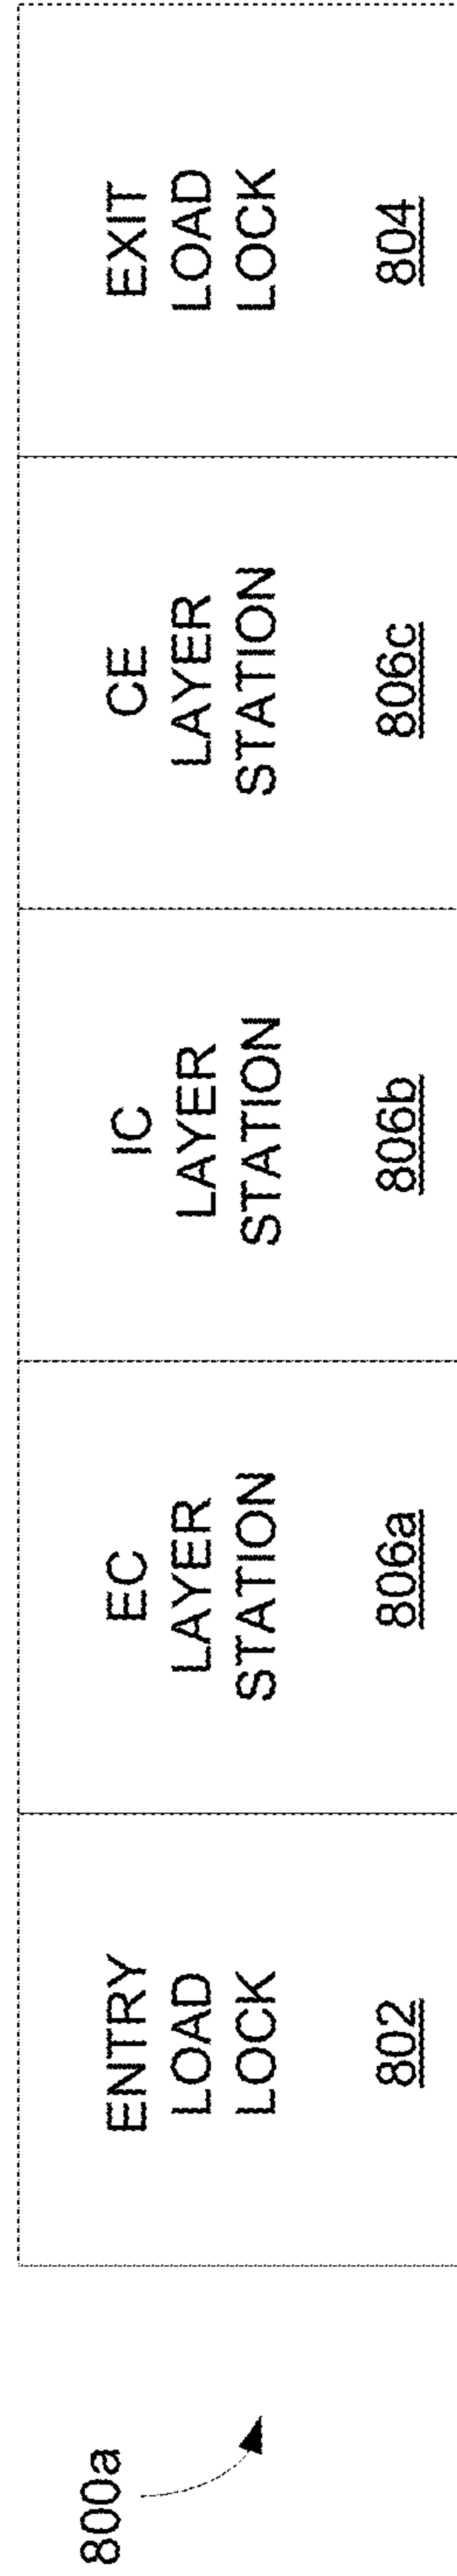 800a
ENTRY
LOAD
LOCK
802
EC
LAYER
STATION
806a
IC
LAYER
STATION
806b
CE
LAYER
STATION
806c
EXIT
LOAD
LOCK
804